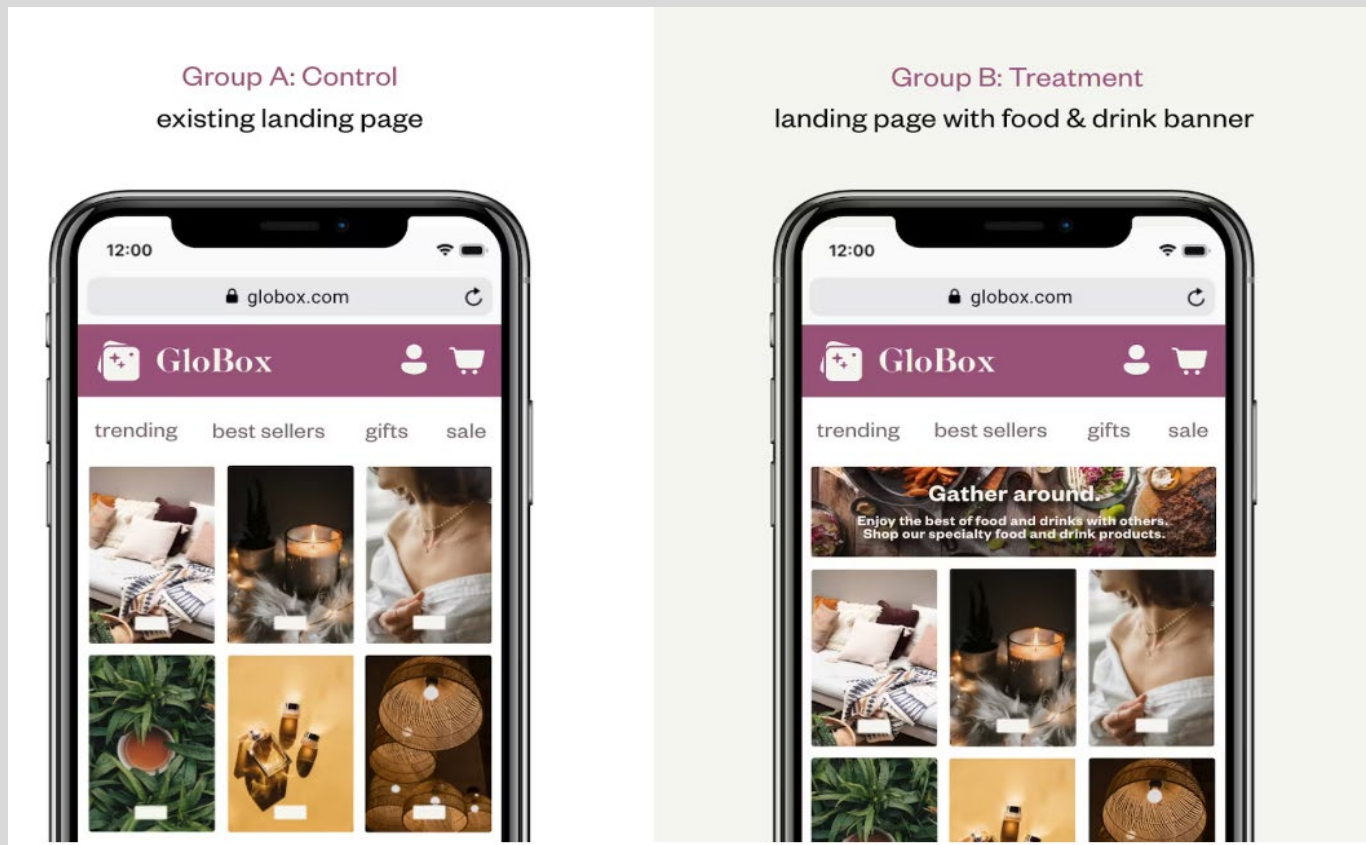 Group A: Control
existing landing page
12:00
globox.com
GloBox
trending best sellers gifts sale
Group B: Treatment
landing page with food & drink banner
12:00
globox.com
GloBox
trending best sellers gifts sale
Gather around.
Enjoy the best of food and drinks with others.
Shop our specialty food and drink products.